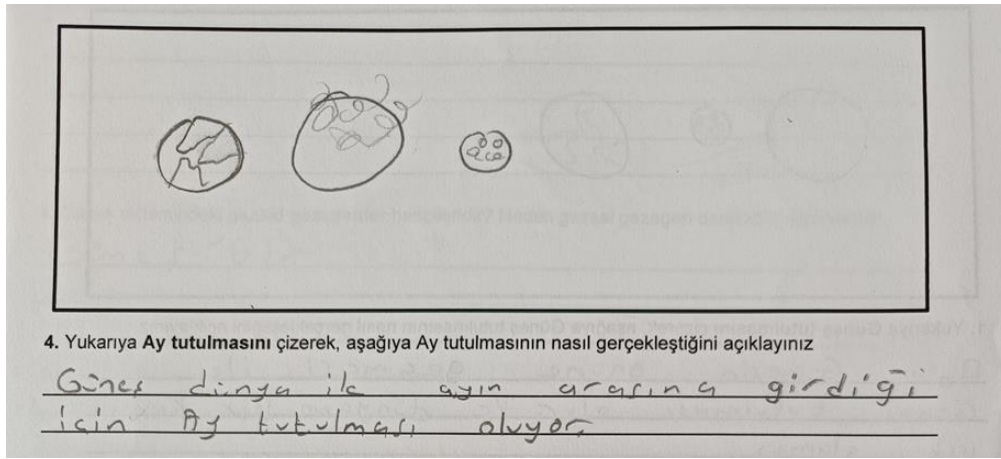 4. Yukarıya Ay tutulmasını çizerek, aşağıya Ay tutulmasının nasıl gerçekleştiğini açıklayınız
Güneş dünya ile ayın arasına girdiği
için Ay tutulması oluyor.